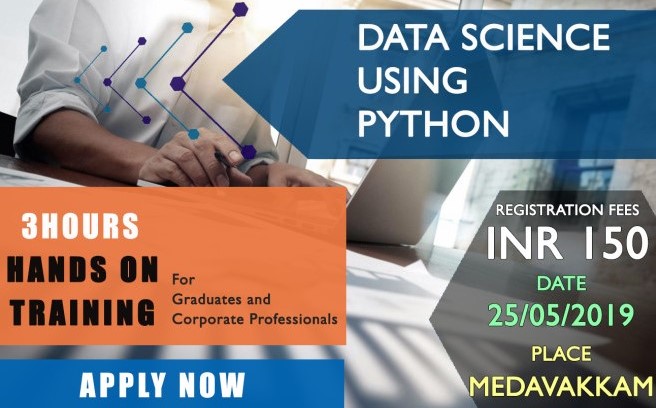 DATA SCIENCE
USING
PYTHON
3HOURS
HANDS ON
TRAINING
For
Graduates and
Corporate Professionals
APPLY NOW
REGISTRATION FEES
INR 150
DATE
25/05/2019
PLACE
MEDAVAKKAM